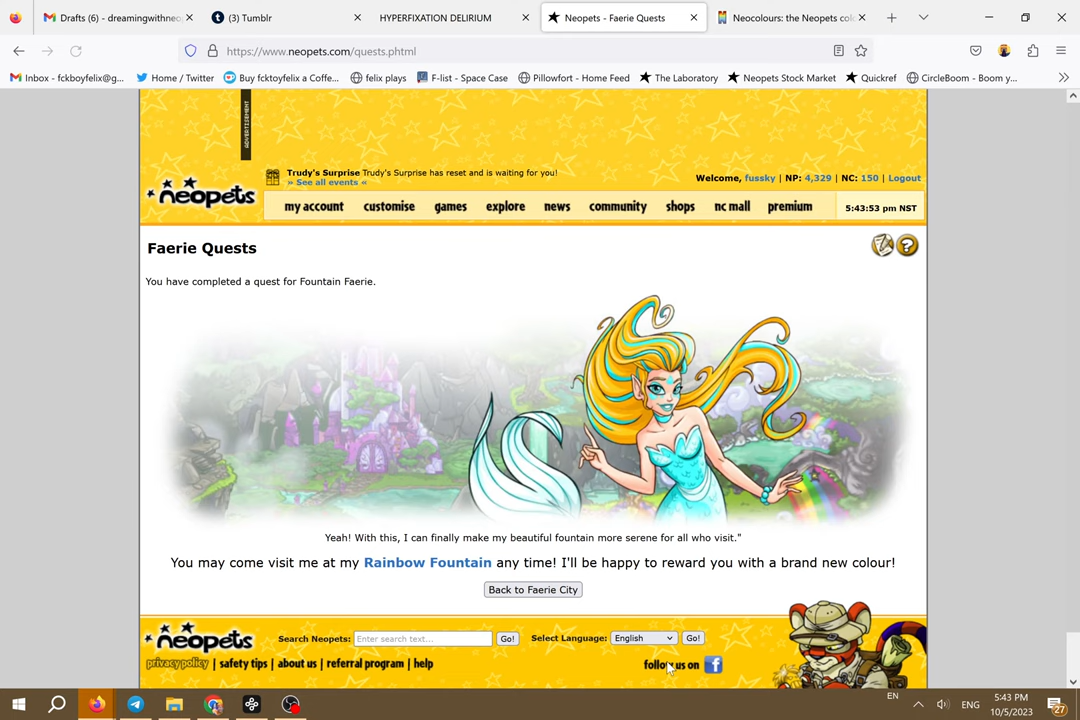 Drafts (6) - dreamingwithneo
(3) Tumblr
HYPERFIXATION DELIRIUM
Neopets - Faerie Quests
Neocolours: the Neopets col
https://www.neopets.com/quests.phtml
Inbox - fckboyfelix@g...
Home / Twitter
Buy fcktoyfelix a Coffe...
felix plays
F-list - Space Case
Pillowfort - Home Feed
The Laboratory
Neopets Stock Market
Quickref
CircleBoom - Boom y...
ADVERTISEMENT
neopets
Trudy's Surprise Trudy's Surprise has reset and is waiting for you!
» See all events «
Welcome, fussky | NP: 4,329 | NC: 150 | Logout
my account customise games explore news community shops nc mall premium
5:43:53 pm NST
Faerie Quests
You have completed a quest for Fountain Faerie.
Yeah! With this, I can finally make my beautiful fountain more serene for all who visit."
You may come visit me at my Rainbow Fountain any time! I'll be happy to reward you with a brand new colour!
Back to Faerie City
neopets
Search Neopets: Enter search text... Go! Select Language: English Go!
privacy policy | safety tips | about us | referral program | help
follow us on f
EN
ENG
5:43 PM
10/5/2023
27